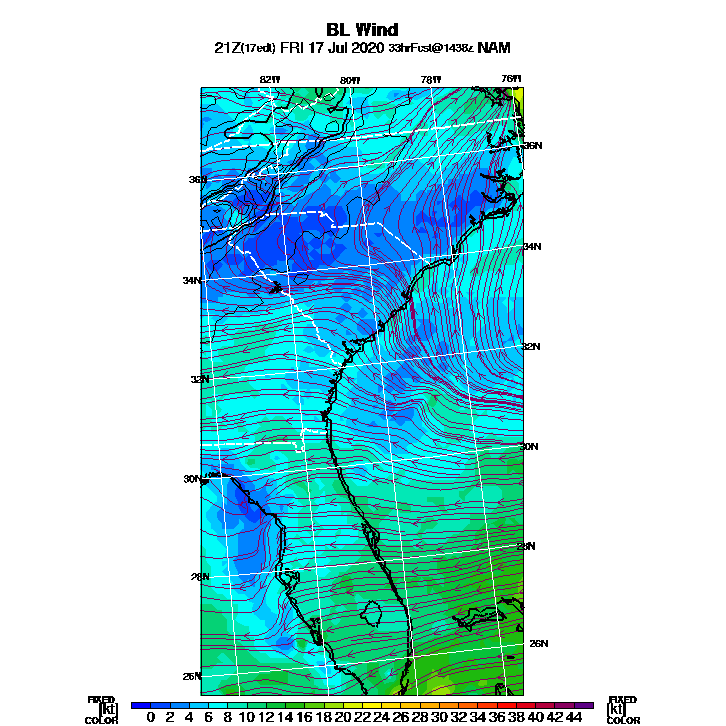 BL Wind
21Z(17edt) FRI 17 Jul 2020 33hrFcst@1438z NAM
82W 80W 78W 76W
36N
36N
34N
34N
32N
32N
30N
30N
28N
28N
26N
26N
FIXED FIXED
[kt] 0 2 4 6 8 10 12 14 16 18 20 22 24 26 28 30 32 34 36 38 40 42 44 [kt]
COLOR COLOR